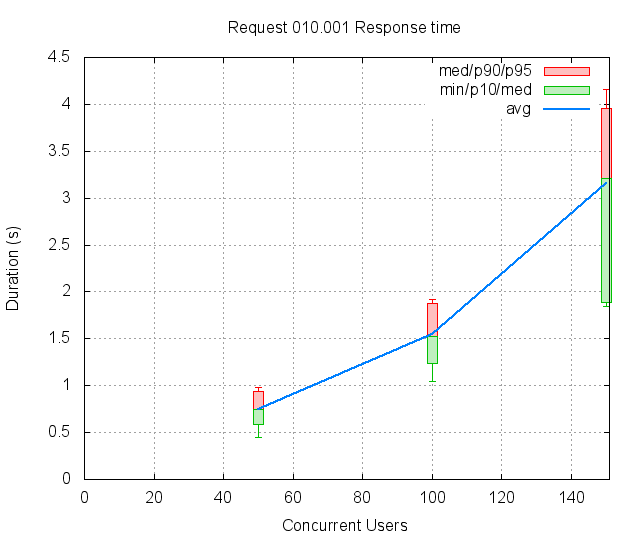 Request 010.001 Response time
4.5
4
3.5
3
2.5
2
1.5
1
0.5
0
med/p90/p95
min/p10/med
avg
Duration (s)
0 20 40 60 80 100 120 140
Concurrent Users